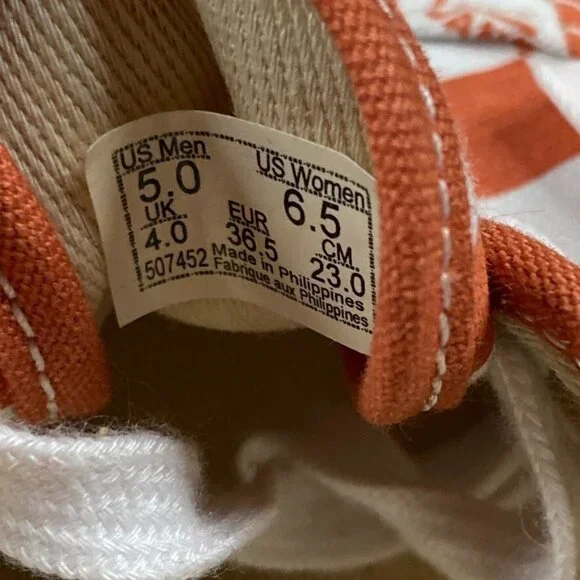 US Men US Women
5.0 6.5
UK EUR CM
4.0 36.5 23.0
507452 Made in Philippines
Fabrique aux Philippines